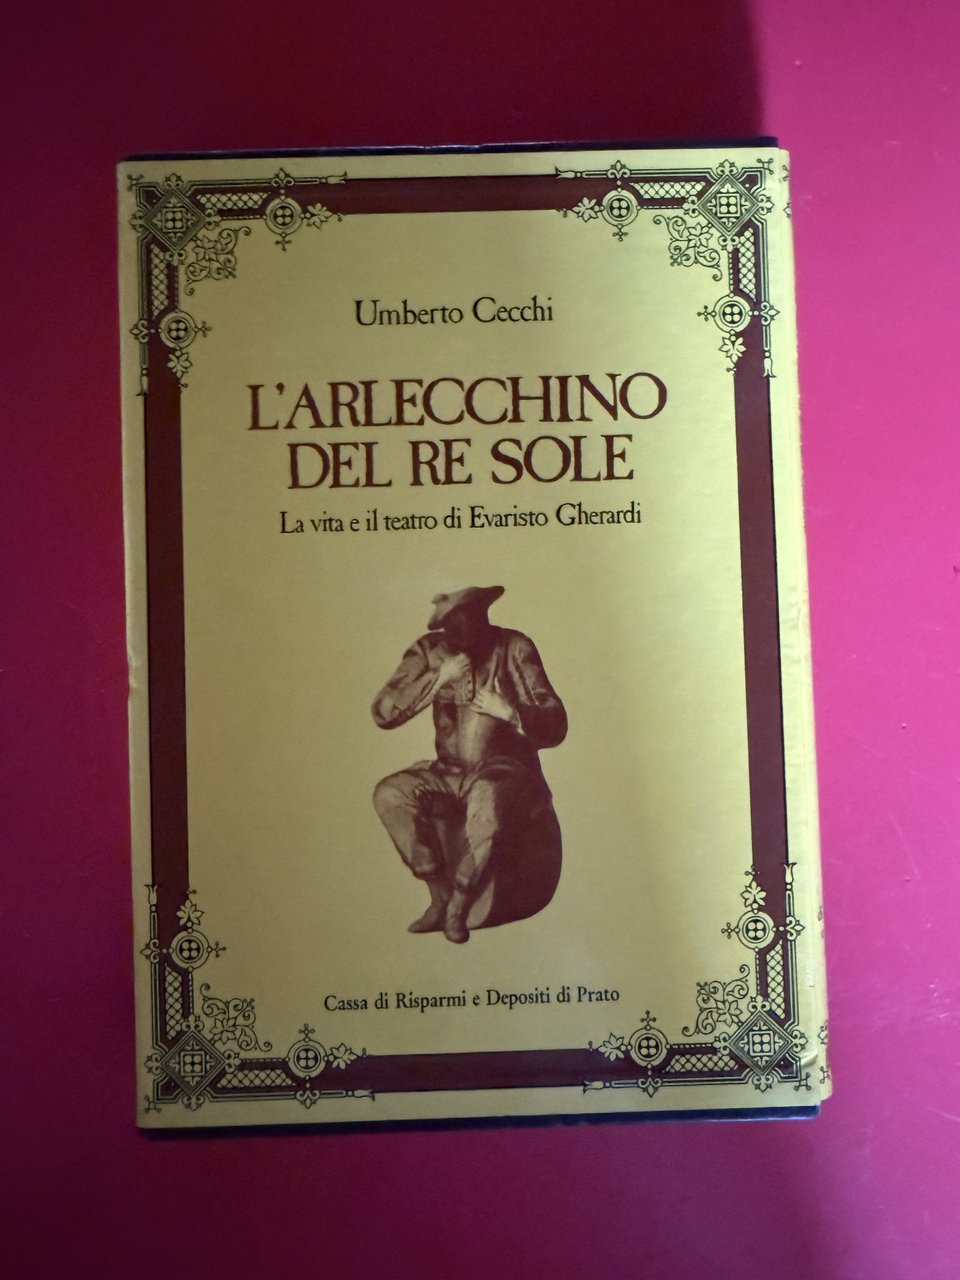 Umberto Cecchi
L'ARLECCHINO
DEL RE SOLE
La vita e il teatro di Evaristo Gherardi
Cassa di Risparmi e Depositi di Prato